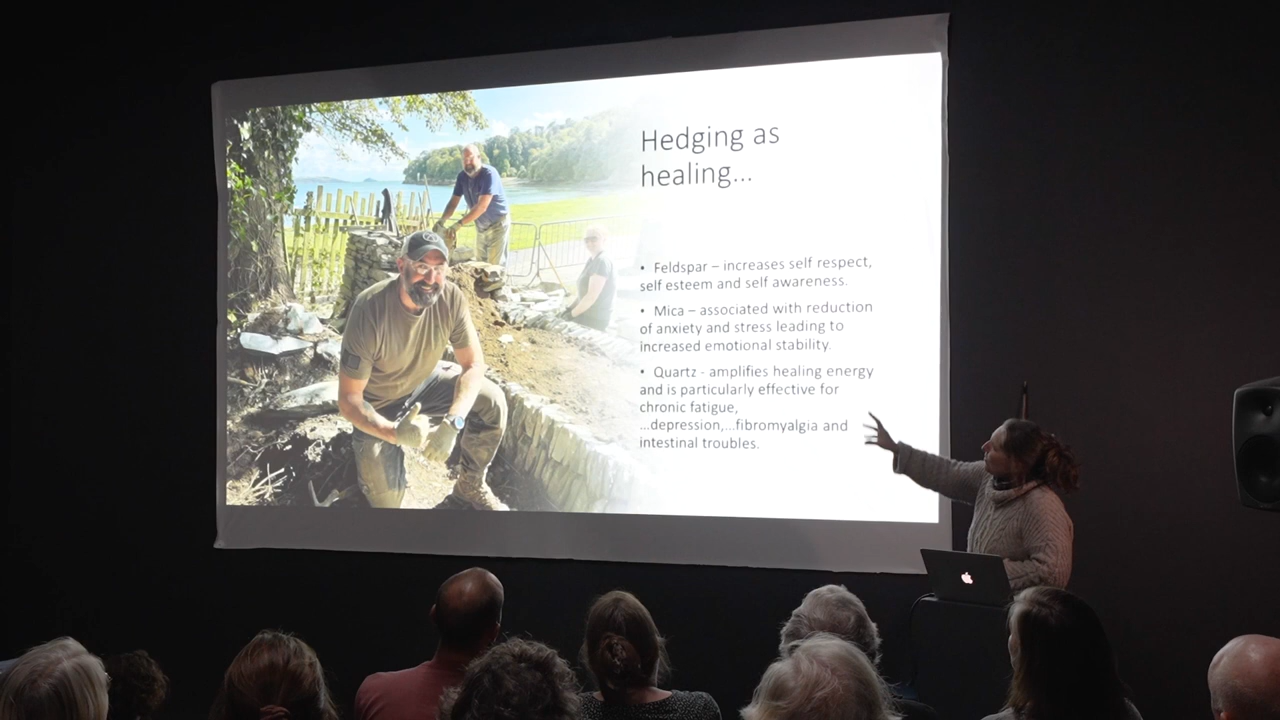 Hedging as
healing...
• Feldspar – increases self respect,
self esteem and self awareness.
• Mica – associated with reduction
of anxiety and stress leading to
increased emotional stability.
• Quartz - amplifies healing energy
and is particularly effective for
chronic fatigue,
...depression,...fibromyalgia and
intestinal troubles.